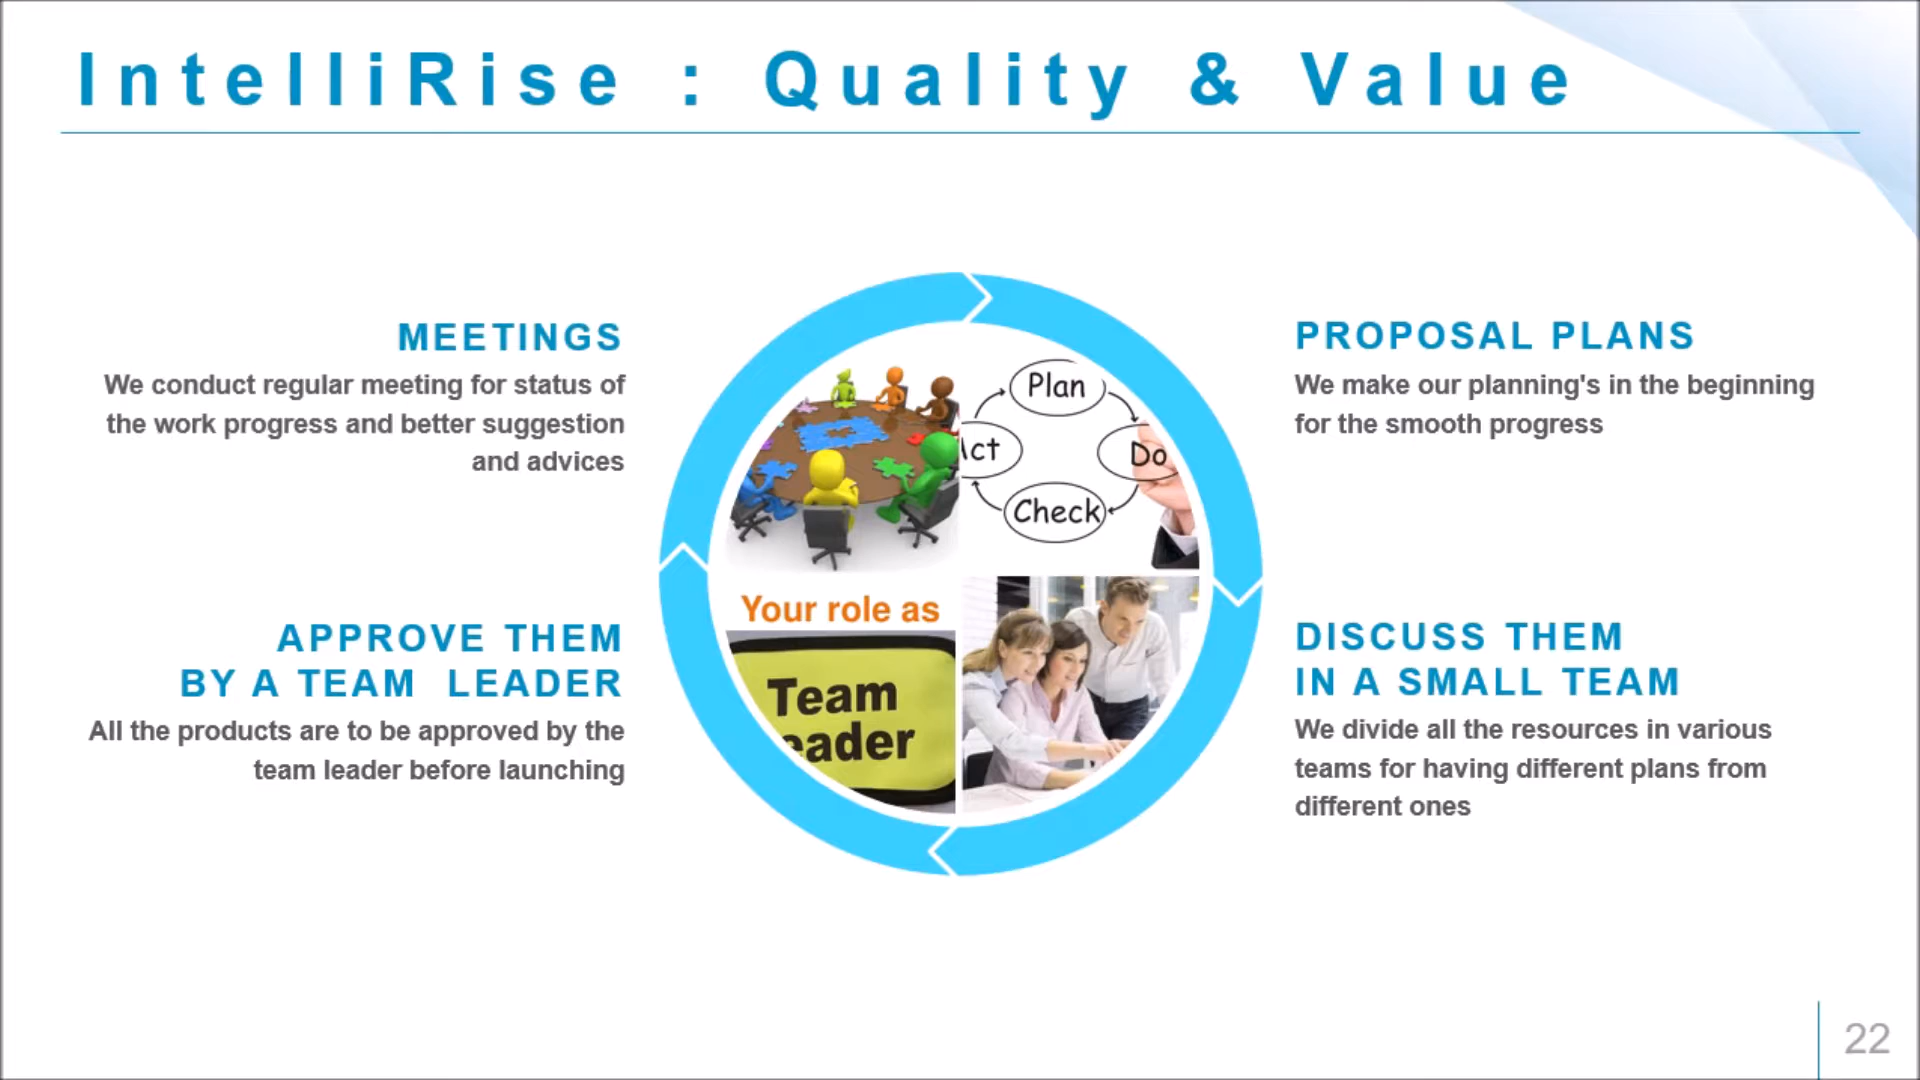 IntelliRise : Quality & Value
MEETINGS
We conduct regular meeting for status of
the work progress and better suggestion
and advices
PROPOSAL PLANS
We make our planning's in the beginning
for the smooth progress
Plan
Act
Do
Check
Your role as
Team
Leader
APPROVE THEM
BY A TEAM LEADER
All the products are to be approved by the
team leader before launching
DISCUSS THEM
IN A SMALL TEAM
We divide all the resources in various
teams for having different plans from
different ones
22